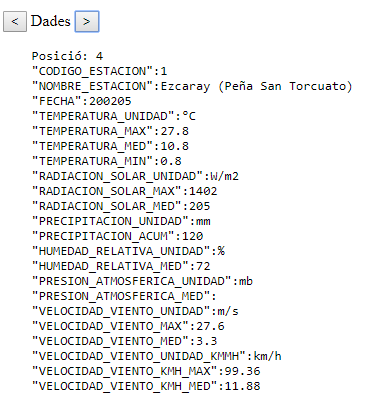 < Dades >
Posició: 4
"CODIGO_ESTACION":1
"NOMBRE_ESTACION":Ezcaray (Peña San Torcuato)
"FECHA":200205
"TEMPERATURA_UNIDAD":ºC
"TEMPERATURA_MAX":27.8
"TEMPERATURA_MED":10.8
"TEMPERATURA_MIN":0.8
"RADIACION_SOLAR_UNIDAD":W/m2
"RADIACION_SOLAR_MAX":1402
"RADIACION_SOLAR_MED":205
"PRECIPITACION_UNIDAD":mm
"PRECIPITACION_ACUM":120
"HUMEDAD_RELATIVA_UNIDAD":%
"HUMEDAD_RELATIVA_MED":72
"PRESION_ATMOSFERICA_UNIDAD":mb
"PRESION_ATMOSFERICA_MED":
"VELOCIDAD_VIENTO_UNIDAD":m/s
"VELOCIDAD_VIENTO_MAX":27.6
"VELOCIDAD_VIENTO_MED":3.3
"VELOCIDAD_VIENTO_UNIDAD_KMMH":km/h
"VELOCIDAD_VIENTO_KMH_MAX":99.36
"VELOCIDAD_VIENTO_KMH_MED":11.88